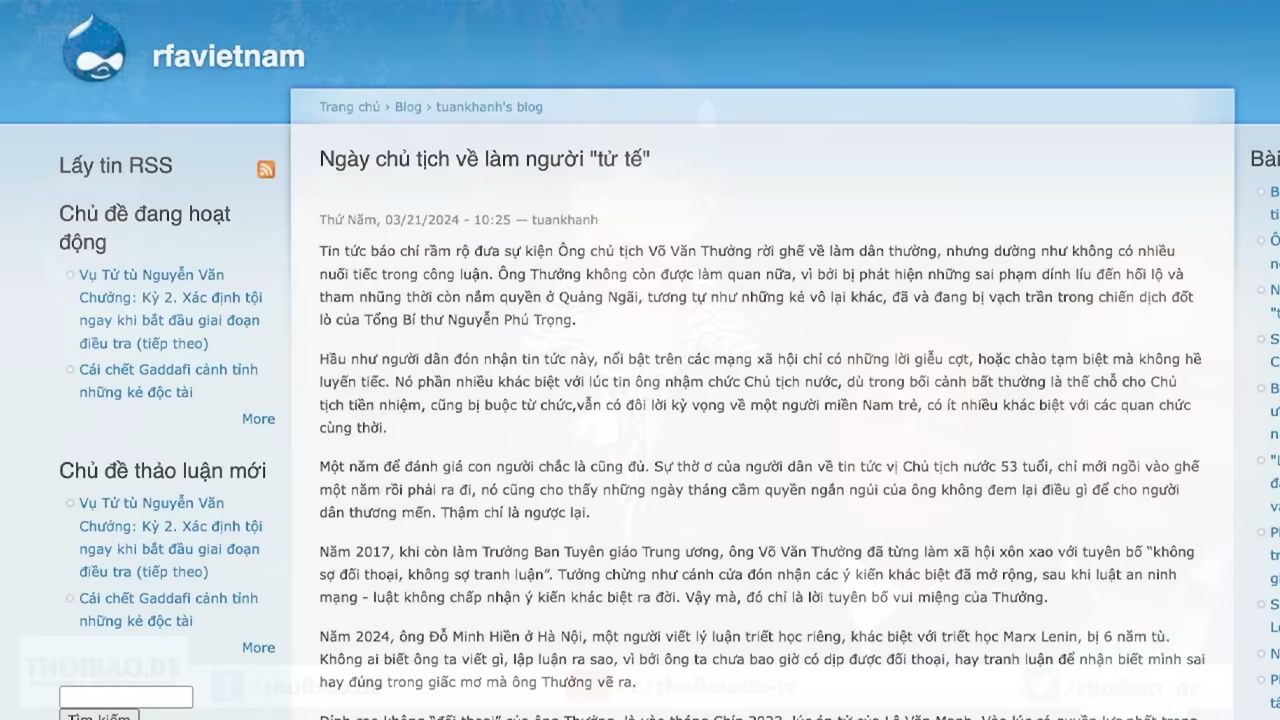 rfavietnam
Trang chủ › Blog › tuankhanh's blog
Lấy tin RSS
Chủ đề đang hoạt
động
Vụ Tử tù Nguyễn Văn
Chưởng: Kỳ 2. Xác định tội
ngay khi bắt đầu giai đoạn
điều tra (tiếp theo)
Cái chết Gaddafi cảnh tỉnh
những kẻ độc tài
More
Chủ đề thảo luận mới
Vụ Tử tù Nguyễn Văn
Chưởng: Kỳ 2. Xác định tội
ngay khi bắt đầu giai đoạn
điều tra (tiếp theo)
Cái chết Gaddafi cảnh tỉnh
những kẻ độc tài
More
THOIBAO.DE
Tìm kiếm
Ngày chủ tịch về làm người "tử tế"
Thứ Năm, 03/21/2024 - 10:25 — tuankhanh
Tin tức báo chí rầm rộ đưa sự kiện Ông chủ tịch Võ Văn Thưởng rời ghế về làm dân thường, nhưng dường như không có nhiều
nuối tiếc trong công luận. Ông Thưởng không còn được làm quan nữa, vì bởi bị phát hiện những sai phạm dính líu đến hối lộ và
tham nhũng thời còn nắm quyền ở Quảng Ngãi, tương tự như những kẻ vô lại khác, đã và đang bị vạch trần trong chiến dịch đốt
lò của Tổng Bí thư Nguyễn Phú Trọng.
Hầu như người dân đón nhận tin tức này, nổi bật trên các mạng xã hội chỉ có những lời giễu cợt, hoặc chào tạm biệt mà không hề
luyến tiếc. Nó phần nhiều khác biệt với lúc tin ông nhậm chức Chủ tịch nước, dù trong bối cảnh bất thường là thế chỗ cho Chủ
tịch tiền nhiệm, cũng bị buộc từ chức,vẫn có đôi lời kỳ vọng về một người miền Nam trẻ, có ít nhiều khác biệt với các quan chức
cùng thời.
Một năm để đánh giá con người chắc là cũng đủ. Sự thờ ơ của người dân về tin tức vị Chủ tịch nước 53 tuổi, chỉ mới ngồi vào ghế
một năm rồi phải ra đi, nó cũng cho thấy những ngày tháng cầm quyền ngắn ngủi của ông không đem lại điều gì để cho người
dân thương mến. Thậm chí là ngược lại.
Năm 2017, khi còn làm Trưởng Ban Tuyên giáo Trung ương, ông Võ Văn Thưởng đã từng làm xã hội xôn xao với tuyên bố “không
sợ đối thoại, không sợ tranh luận”. Tưởng chừng như cánh cửa đón nhận các ý kiến khác biệt đã mở rộng, sau khi luật an ninh
mạng - luật không chấp nhận ý kiến khác biệt ra đời. Vậy mà, đó chỉ là lời tuyên bố vui miệng của Thưởng.
Năm 2024, ông Đỗ Minh Hiền ở Hà Nội, một người viết lý luận triết học riêng, khác biệt với triết học Marx Lenin, bị 6 năm tù.
Không ai biết ông ta viết gì, lập luận ra sao, vì bởi ông ta chưa bao giờ có dịp được đối thoại, hay tranh luận để nhận biết mình sai
hay đúng trong giấc mơ mà ông Thưởng vẽ ra.
Bài